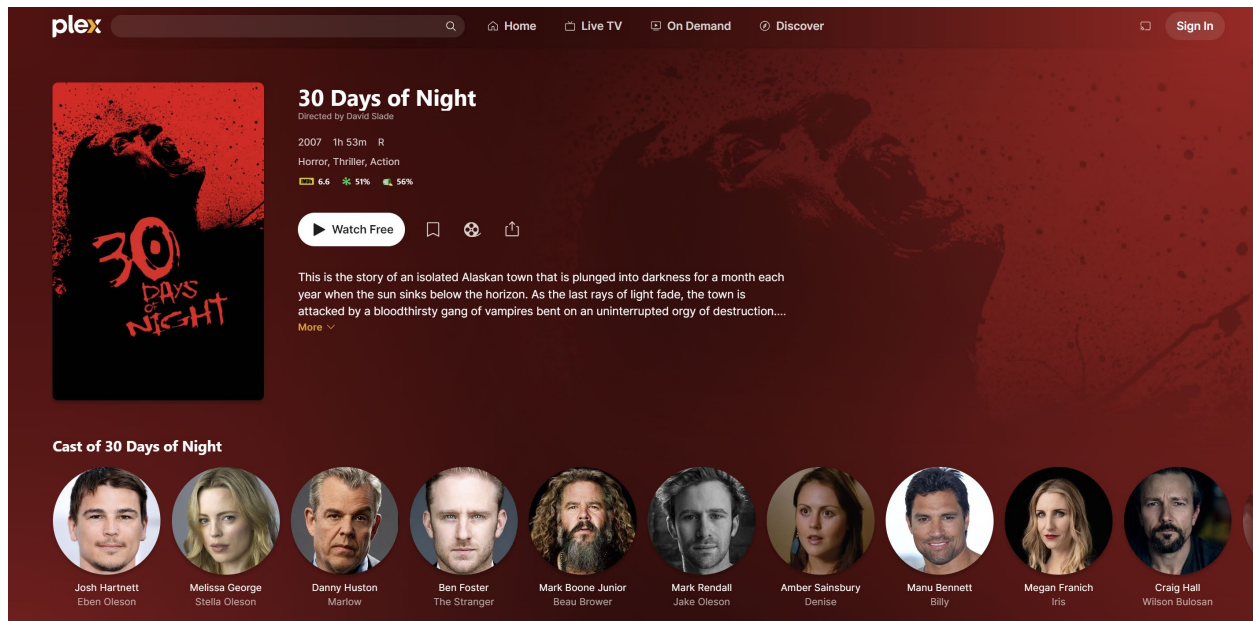 plex
Home
Live TV
On Demand
Discover
Sign In
30
DAYS
OF
NIGHT
30 Days of Night
Directed by David Slade
2007 1h 53m R
Horror, Thriller, Action
IMDb 6.6 51% 56%
Watch Free
This is the story of an isolated Alaskan town that is plunged into darkness for a month each
year when the sun sinks below the horizon. As the last rays of light fade, the town is
attacked by a bloodthirsty gang of vampires bent on an uninterrupted orgy of destruction....
More
Cast of 30 Days of Night
Josh Hartnett
Eben Oleson
Melissa George
Stella Oleson
Danny Huston
Marlow
Ben Foster
The Stranger
Mark Boone Junior
Beau Brower
Mark Rendall
Jake Oleson
Amber Sainsbury
Denise
Manu Bennett
Billy
Megan Franich
Iris
Craig Hall
Wilson Bulosan